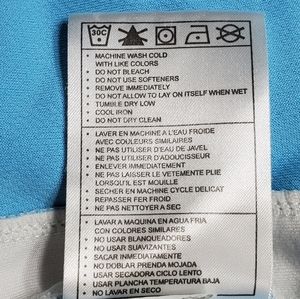 30C
• MACHINE WASH COLD
WITH LIKE COLORS
• DO NOT BLEACH
• DO NOT USE SOFTENERS
• REMOVE IMMEDIATELY
• DO NOT ALLOW TO LAY ON ITSELF WHEN WET
• TUMBLE DRY LOW
• COOL IRON
• DO NOT DRY CLEAN
• LAVER EN MACHINE A L'EAU FROIDE
AVEC COULEURS SIMILAIRES
• NE PAS UTILISER D'EAU DE JAVEL
• NE PAS UTILISER D'ADOUCISSEUR
• ENLEVER IMMEDIATEMENT
• NE PAS LAISSER LE VETEMENT PLIE
LORSQU'IL EST MOUILLE
• SECHER EN MACHINE CYCLE DELICAT
• REPASSER FER FROID
• NE PAS NETTOYER A SEC
• LAVAR A MAQUINA EN AGUA FRIA
CON COLORES SIMILARES
• NO USAR BLANQUEADORES
• NO USAR SUAVIZANTES
• SACAR INMEDIATAMENTE
• NO DOBLAR PRENDA MOJADA
• USAR SECADORA CICLO LENTO
• USAR PLANCHA TEMPERATURA BAJA
• NO LAVAR EN SECO